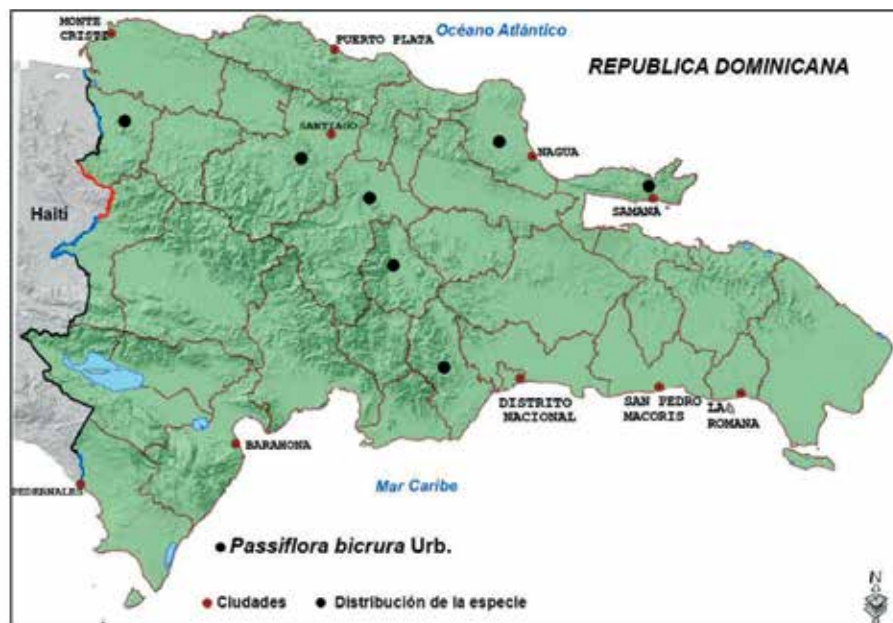 MONTE
CRISTI
PUERTO PLATA
Océano Atlántico
REPUBLICA DOMINICANA
SANTIAGO
NAGUA
Haití
SAMANA
DISTRITO
NACIONAL
SAN PEDRO
MACORIS
LA
ROMANA
BARAHONA
Mar Caribe
PEDERNALES
Passiflora bicrura Urb.
Ciudades
Distribución de la especie
N